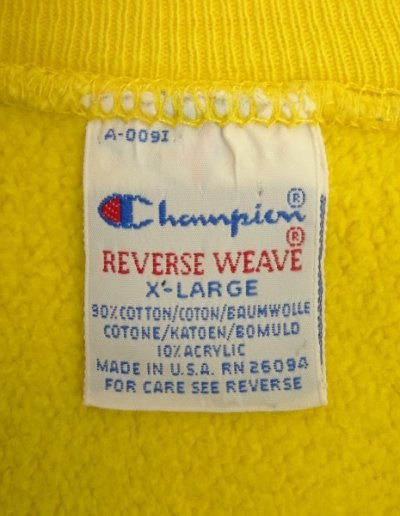 A-009I
Champion®
REVERSE WEAVE®
X-LARGE
90% COTTON/COTON/BAUMWOLLE
COTONE/KATOEN/BOMULD
10% ACRYLIC
MADE IN U.S.A. RN 26094
FOR CARE SEE REVERSE